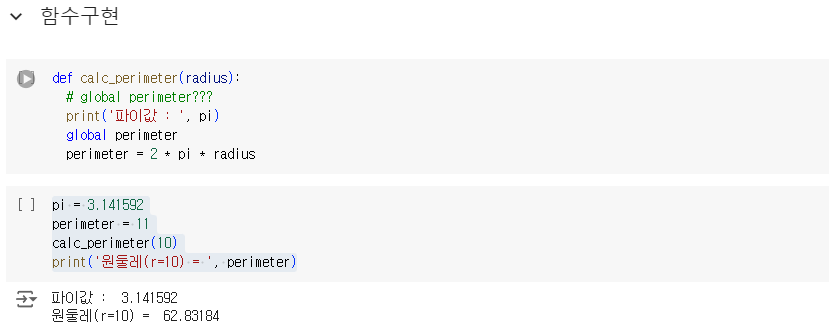 함수구현
def calc_perimeter(radius):
  # global perimeter???
  print('파이값 : ', pi)
  global perimeter
  perimeter = 2 * pi * radius
[ ] pi = 3.141592
perimeter = 11
calc_perimeter(10)
print('원둘레(r=10) = ', perimeter)
파이값 :  3.141592
원둘레(r=10) =  62.83184